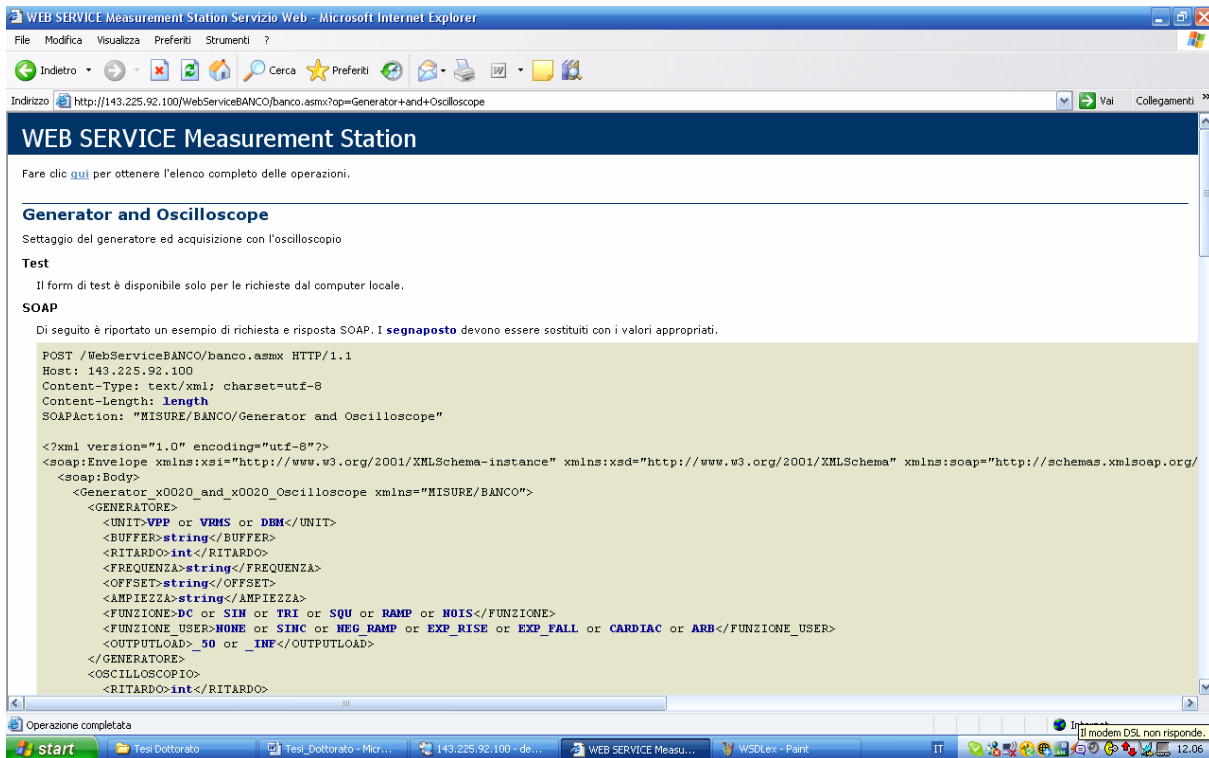 WEB SERVICE Measurement Station Servizio Web - Microsoft Internet Explorer
File Modifica Visualizza Preferiti Strumenti ?
Indietro Cerca Preferiti
Indirizzo http://143.225.92.100/WebServiceBANCO/banco.asmx?op=Generator+and+Oscilloscope Vai Collegamenti »
WEB SERVICE Measurement Station
Fare clic qui per ottenere l'elenco completo delle operazioni.
Generator and Oscilloscope
Settaggio del generatore ed acquisizione con l'oscilloscopio
Test
Il form di test è disponibile solo per le richieste dal computer locale.
SOAP
Di seguito è riportato un esempio di richiesta e risposta SOAP. I segnaposto devono essere sostituiti con i valori appropriati.
POST /WebServiceBANCO/banco.asmx HTTP/1.1
Host: 143.225.92.100
Content-Type: text/xml; charset=utf-8
Content-Length: length
SOAPAction: "MISURE/BANCO/Generator and Oscilloscope"
<?xml version="1.0" encoding="utf-8"?>
<soap:Envelope xmlns:xsi="http://www.w3.org/2001/XMLSchema-instance" xmlns:xsd="http://www.w3.org/2001/XMLSchema" xmlns:soap="http://schemas.xmlsoap.org/
<soap:Body>
<Generator_x0020_and_x0020_Oscilloscope xmlns="MISURE/BANCO">
<GENERATORE>
<UNIT>VPP or VRMS or DBM</UNIT>
<BUFFER>string</BUFFER>
<RITARDO>int</RITARDO>
<FREQUENZA>string</FREQUENZA>
<OFFSET>string</OFFSET>
<AMPIEZZA>string</AMPIEZZA>
<FUNZIONE>DC or SIN or TRI or SQU or RAMP or NOIS</FUNZIONE>
<FUNZIONE_USER>NONE or SINC or NEG_RAMP or EXP_RISE or EXP_FALL or CARDIAC or ARB</FUNZIONE_USER>
<OUTPUTLOAD>_50 or _INF</OUTPUTLOAD>
</GENERATORE>
<OSCILLOSCOPIO>
<RITARDO>int</RITARDO>
Operazione completata
Il modem DSL non risponde.
start Tesi Dottorato Tesi_Dottorato - Micr... 143.225.92.100 - de... WEB SERVICE Measu... WSDLex - Paint IT 12.06